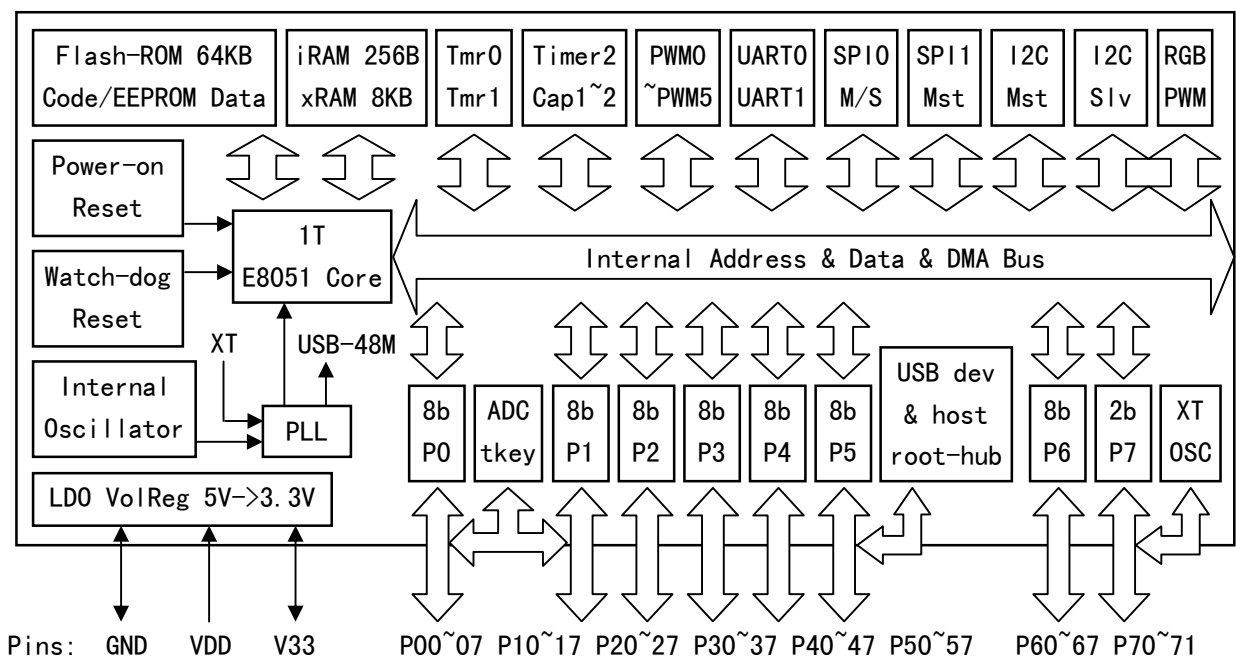 Flash-ROM 64KB
Code/EEPROM Data
iRAM 256B
xRAM 8KB
Tmr0
Tmr1
Timer2
Cap1~2
PWM0
~PWM5
UART0
UART1
SPI0
M/S
SPI1
Mst
I2C
Mst
I2C
Slv
RGB
PWM
Power-on
Reset
1T
E8051 Core
Internal Address & Data & DMA Bus
Watch-dog
Reset
XT
USB-48M
Internal
Oscillator
PLL
8b
P0
ADC
tkey
8b
P1
8b
P2
8b
P3
8b
P4
8b
P5
USB dev
& host
root-hub
8b
P6
2b
P7
XT
OSC
LDO VolReg 5V->3.3V
Pins: GND VDD V33 P00~07 P10~17 P20~27 P30~37 P40~47 P50~57 P60~67 P70~71